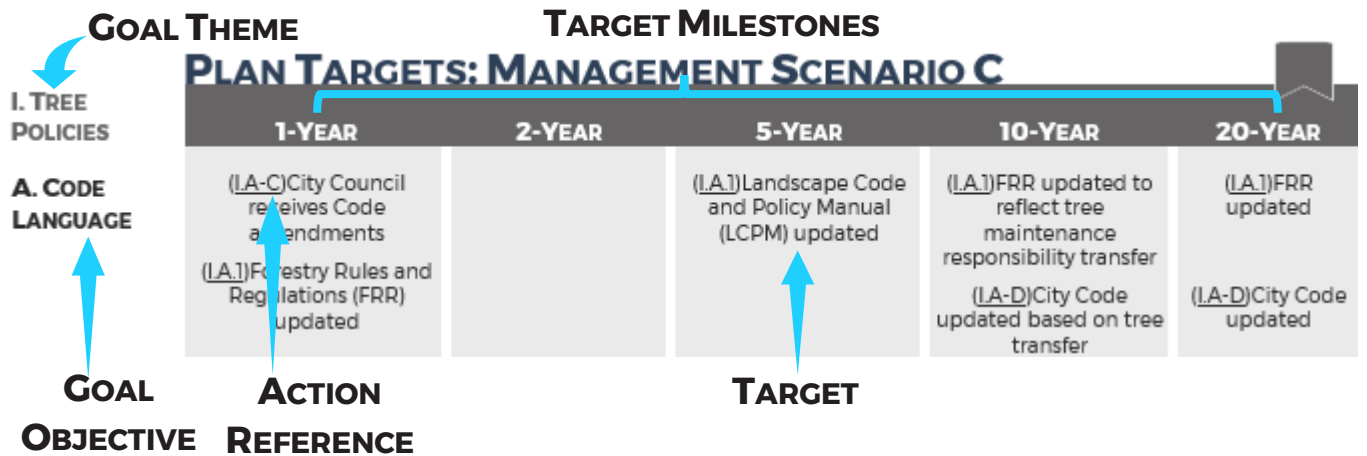 GOAL THEME
TARGET MILESTONES
PLAN TARGETS: MANAGEMENT SCENARIO C
I. TREE
POLICIES
1-YEAR
2-YEAR
5-YEAR
10-YEAR
20-YEAR
A. CODE
LANGUAGE
(I.A-C)City Council
receives Code
amendments
(I.A.1)Forestry Rules and
Regulations (FRR)
updated
(I.A.1)Landscape Code
and Policy Manual
(LCPM) updated
(I.A.1)FRR updated to
reflect tree
maintenance
responsibility transfer
(I.A-D)City Code
updated based on tree
transfer
(I.A.1)FRR
updated
(I.A-D)City Code
updated
GOAL
OBJECTIVE
ACTION
REFERENCE
TARGET